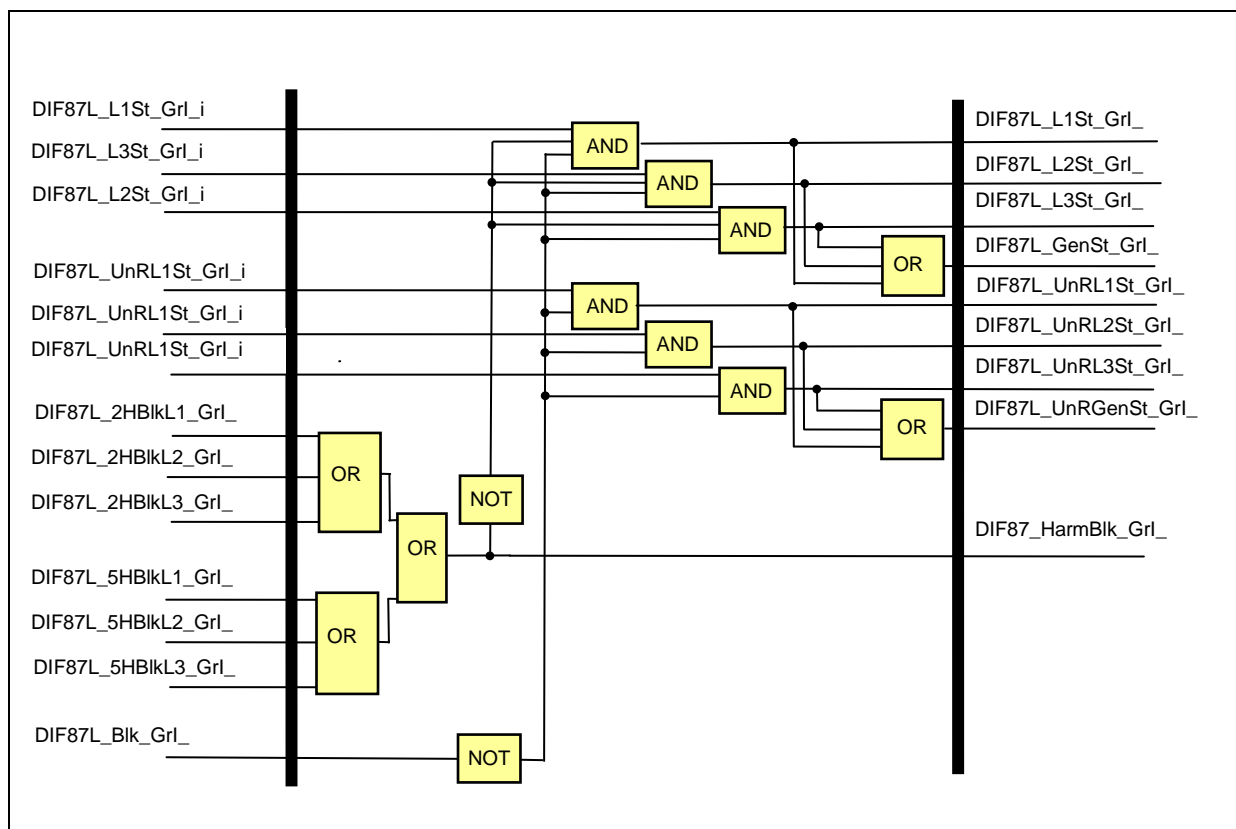 DIF87L_L1St_GrI_i
DIF87L_L3St_GrI_i
DIF87L_L2St_GrI_i
DIF87L_UnRL1St_GrI_i
DIF87L_UnRL1St_GrI_i
DIF87L_UnRL1St_GrI_i
DIF87L_2HBlkL1_GrI_
DIF87L_2HBlkL2_GrI_
DIF87L_2HBlkL3_GrI_
DIF87L_5HBlkL1_GrI_
DIF87L_5HBlkL2_GrI_
DIF87L_5HBlkL3_GrI_
DIF87L_Blk_GrI_
OR
OR
OR
NOT
NOT
AND
AND
AND
AND
AND
AND
OR
OR
DIF87L_L1St_GrI_
DIF87L_L2St_GrI_
DIF87L_L3St_GrI_
DIF87L_GenSt_GrI_
DIF87L_UnRL1St_GrI_
DIF87L_UnRL2St_GrI_
DIF87L_UnRL3St_GrI_
DIF87L_UnRGenSt_GrI_
DIF87_HarmBlk_GrI_